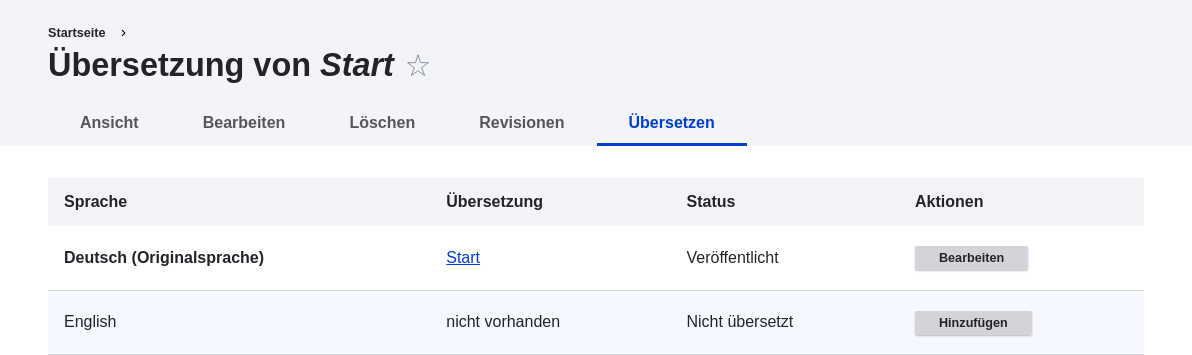 Startseite
Übersetzung von Start
Ansicht Bearbeiten Löschen Revisionen Übersetzen
Sprache Übersetzung Status Aktionen
Deutsch (Originalsprache) Start Veröffentlicht Bearbeiten
English nicht vorhanden Nicht übersetzt Hinzufügen